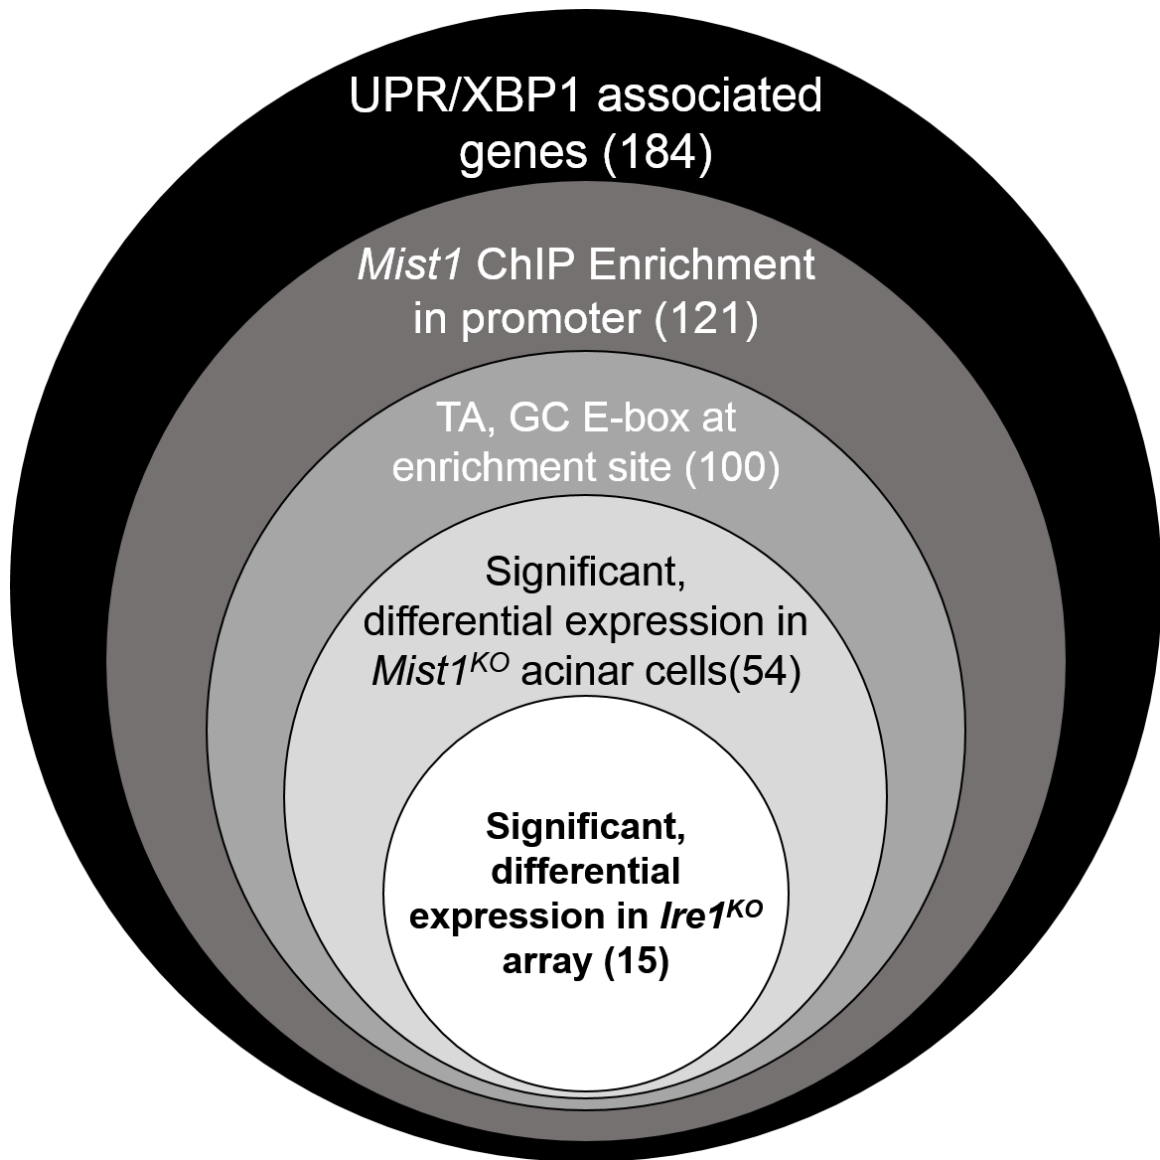 UPR/XBP1 associated
genes (184)
Mist1 ChIP Enrichment
in promoter (121)
TA, GC E-box at
enrichment site (100)
Significant,
differential expression in
Mist1KO acinar cells(54)
Significant,
differential
expression in Ire1KO
array (15)